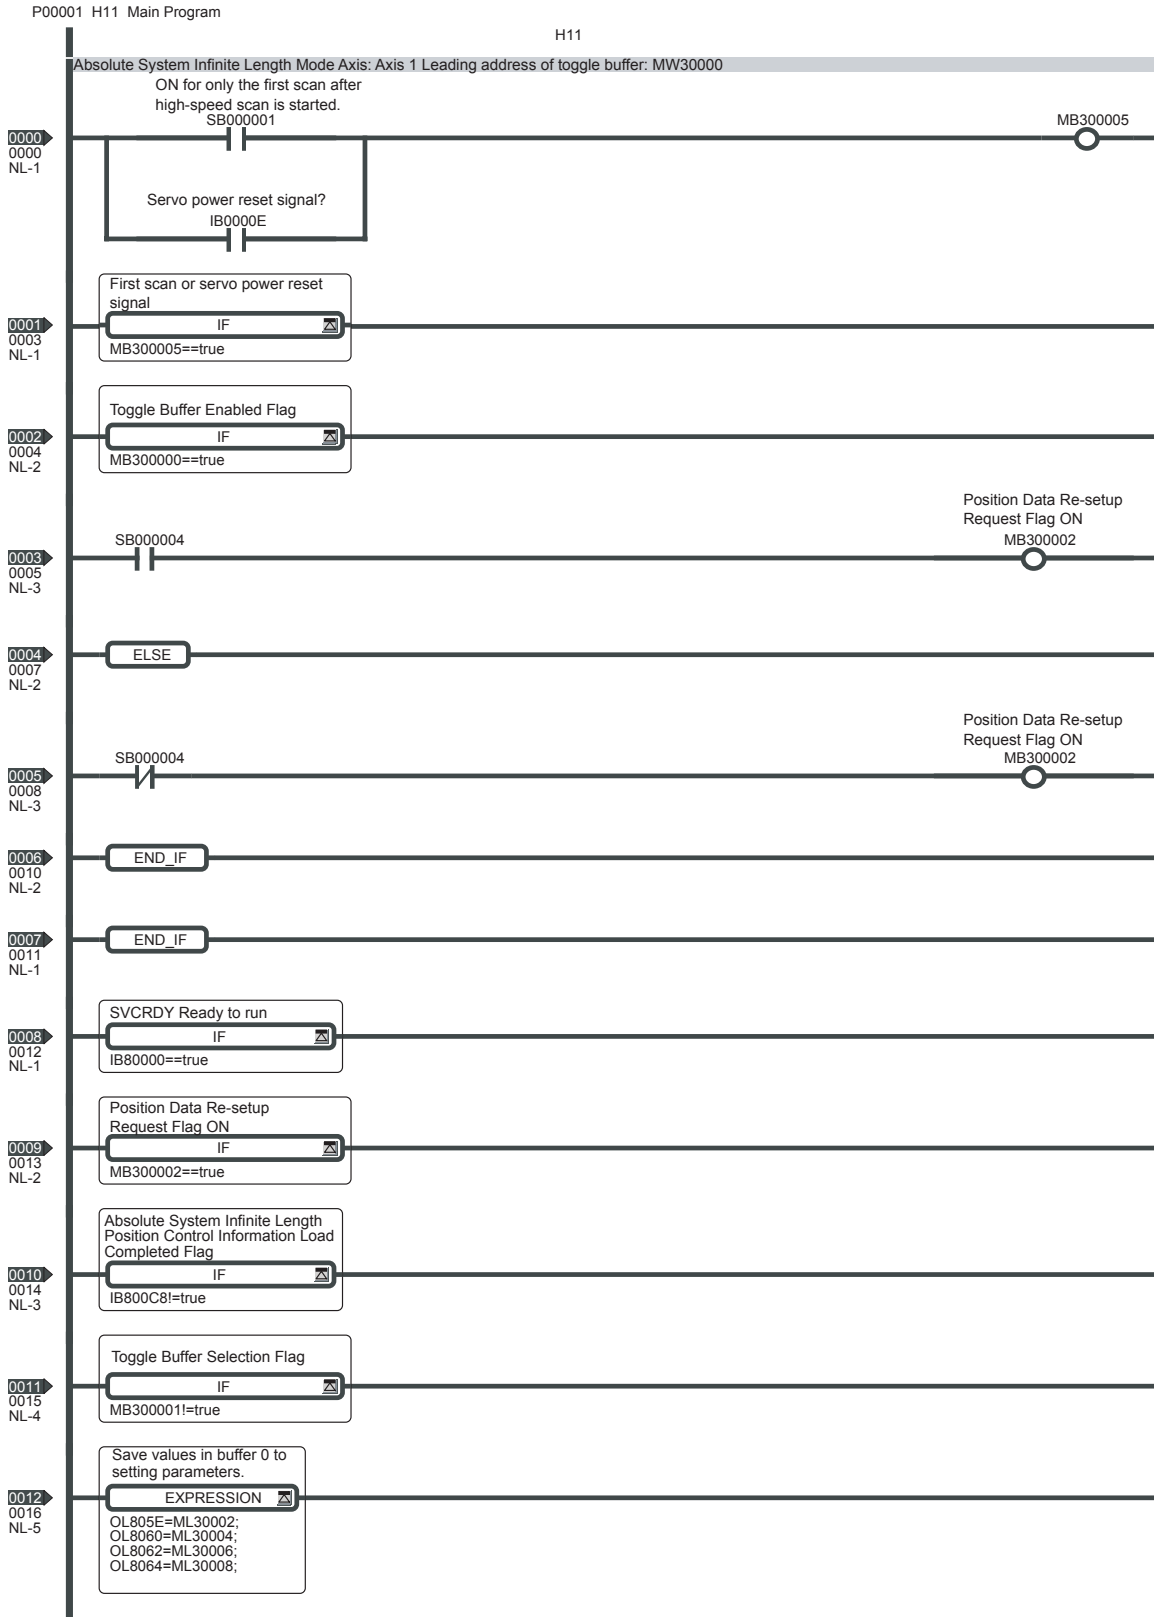 P00001 H11 Main Program
H11
Absolute System Infinite Length Mode Axis: Axis 1 Leading address of toggle buffer: MW30000
ON for only the first scan after
high-speed scan is started.
SB000001
MB300005
0000
0000
NL-1
Servo power reset signal?
IB0000E
First scan or servo power reset
signal
0001
IF
0003
NL-1
MB300005==true
Toggle Buffer Enabled Flag
0002
IF
0004
NL-2
MB300000==true
Position Data Re-setup
Request Flag ON
SB000004
MB300002
0003
0005
NL-3
0004
ELSE
0007
NL-2
Position Data Re-setup
Request Flag ON
SB000004
MB300002
0005
0008
NL-3
0006
END_IF
0010
NL-2
0007
END_IF
0011
NL-1
SVCRDY Ready to run
0008
IF
0012
NL-1
IB80000==true
Position Data Re-setup
Request Flag ON
0009
IF
0013
NL-2
MB300002==true
Absolute System Infinite Length
Position Control Information Load
Completed Flag
0010
IF
0014
NL-3
IB800C8!=true
Toggle Buffer Selection Flag
0011
IF
0015
NL-4
MB300001!=true
Save values in buffer 0 to
setting parameters.
0012
EXPRESSION
0016
NL-5
OL805E=ML30002;
OL8060=ML30004;
OL8062=ML30006;
OL8064=ML30008;